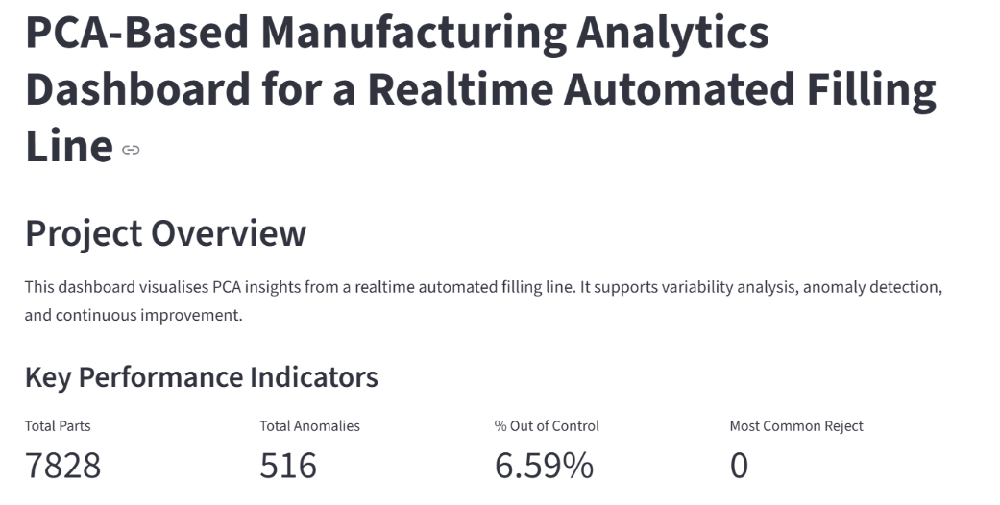 PCA-Based Manufacturing Analytics
Dashboard for a Realtime Automated Filling
Line
Project Overview
This dashboard visualises PCA insights from a realtime automated filling line. It supports variability analysis, anomaly detection,
and continuous improvement.
Key Performance Indicators
Total Parts
7828
Total Anomalies
516
% Out of Control
6.59%
Most Common Reject
0